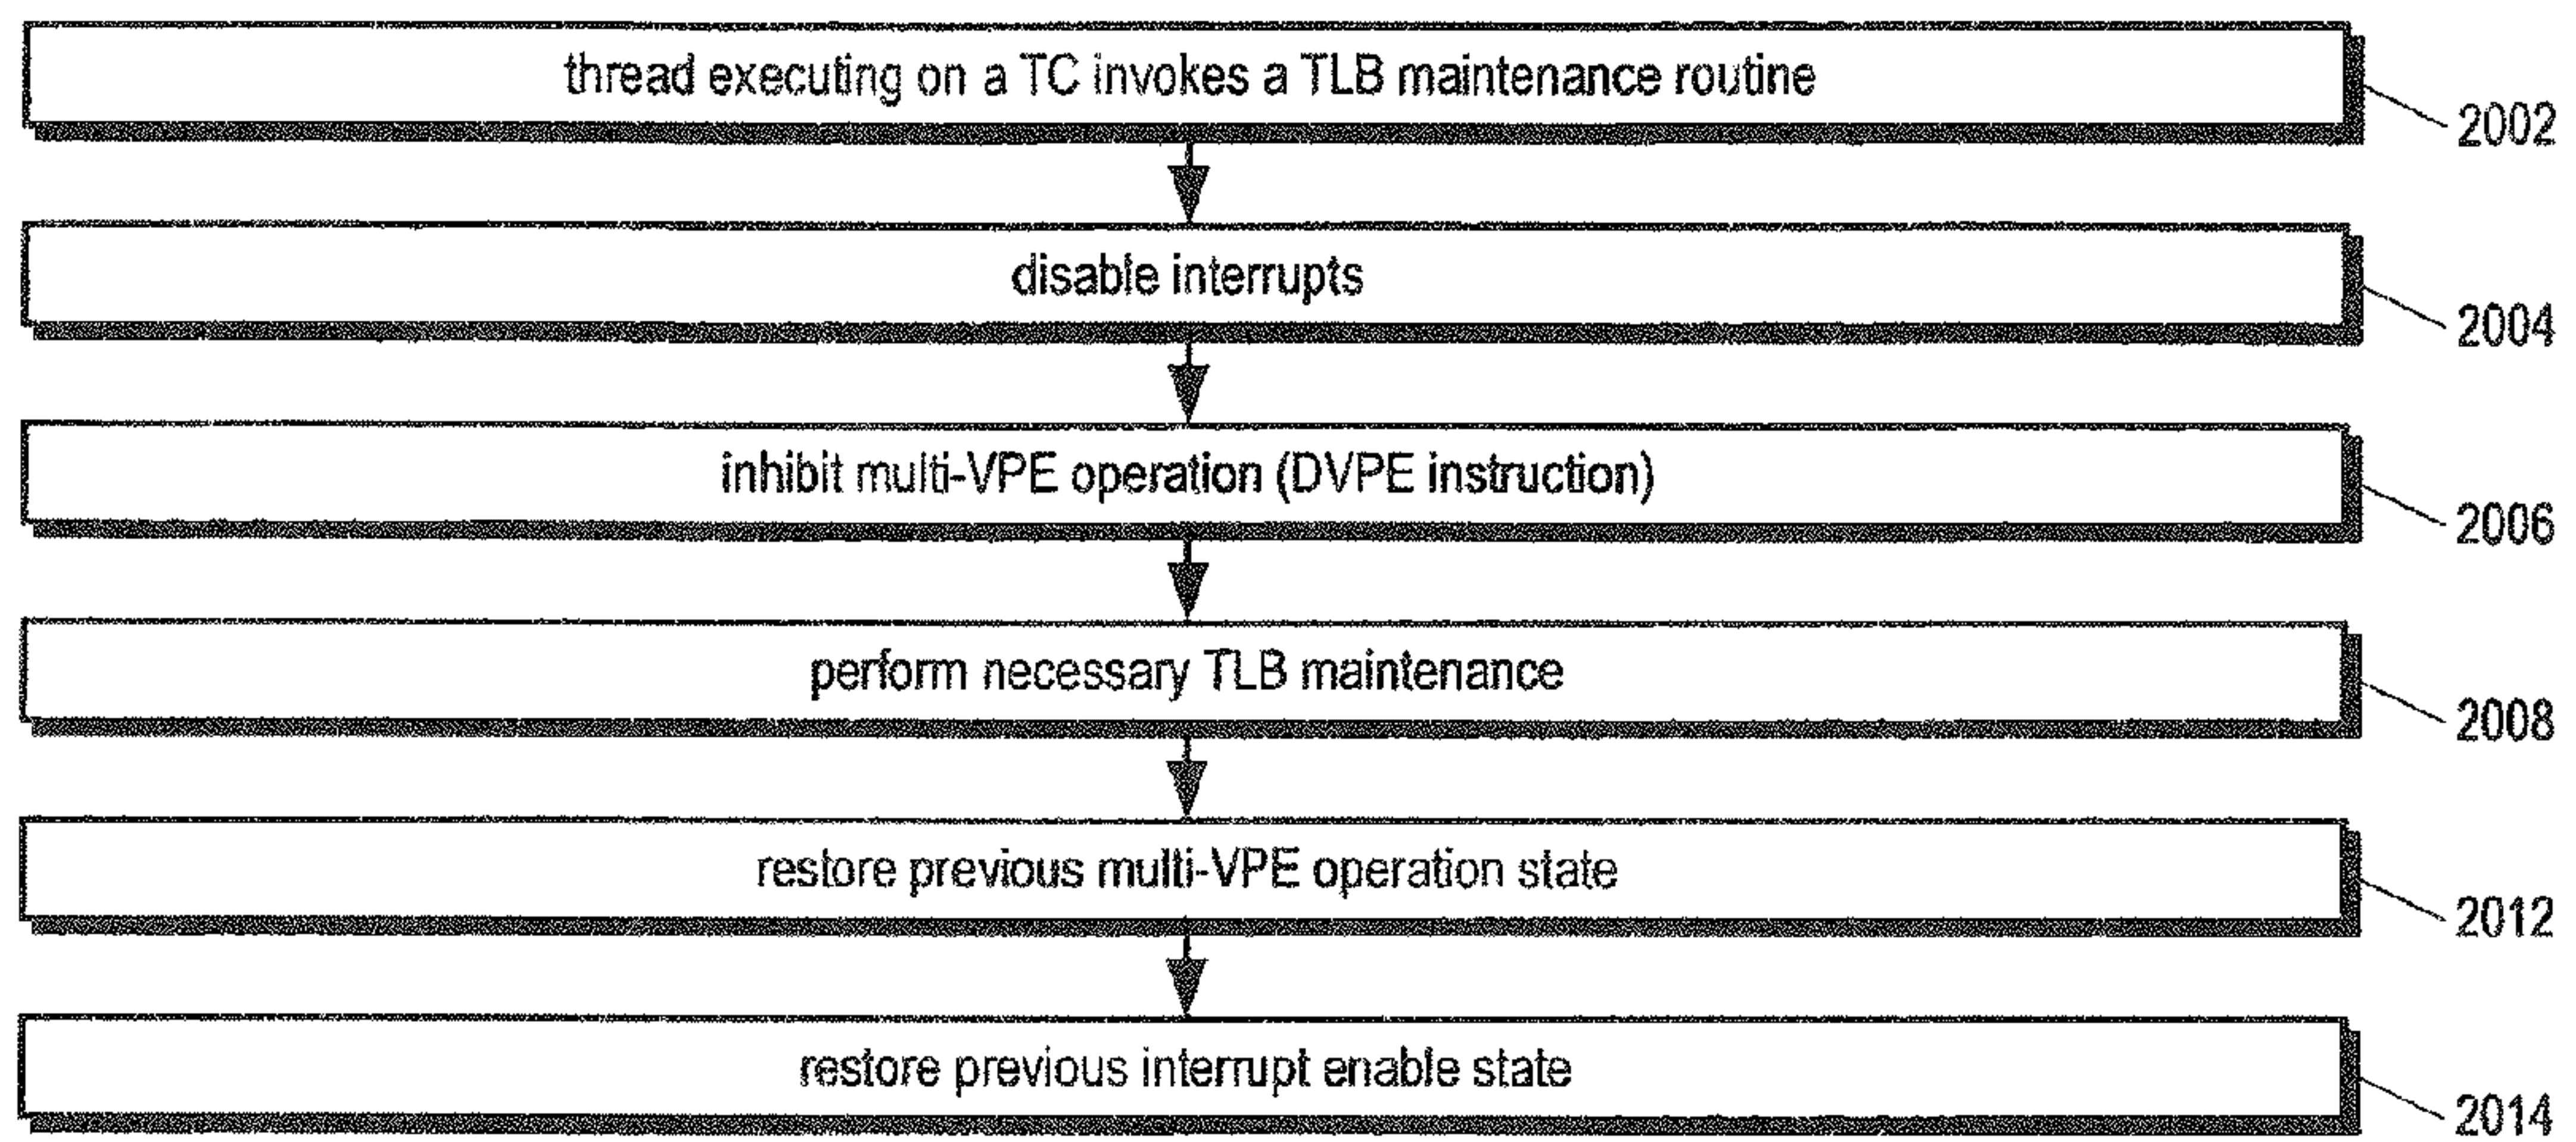 thread executing on a TC invokes a TLB maintenance routine
2002
disable interrupts
2004
inhibit multi-VPE operation (DVPE instruction)
2006
perform necessary TLB maintenance
2008
restore previous multi-VPE operation state
2012
restore previous interrupt enable state
2014